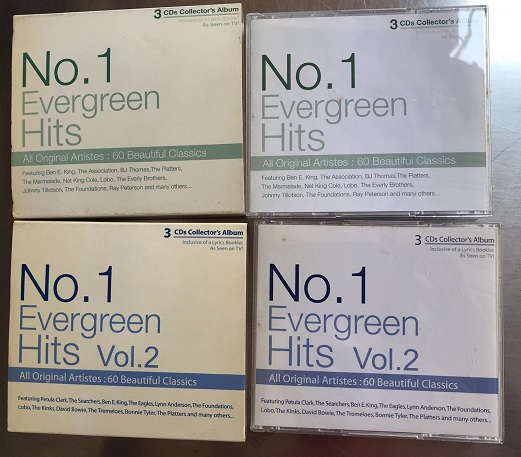 3 CDs Collector's Album
Inclusive of a Lyrics Booklet
As Seen on TV!
No.1
Evergreen
Hits
All Original Artistes : 60 Beautiful Classics
Featuring Ben E. King, The Association, BJ Thomas,The Platters,
The Marmalade, Nat King Cole, Lobo, The Everly Brothers,
Johnny Tillotson, The Foundations, Ray Peterson and many others...
3 CDs Collector's Album
No.1
Evergreen
Hits
All Original Artistes : 60 Beautiful Classics
Featuring Ben E. King, The Association, BJ Thomas,The Platters,
The Marmalade, Nat King Cole, Lobo, The Everly Brothers,
Johnny Tillotson, The Foundations, Ray Peterson and many others...
3 CDs Collector's Album
Inclusive of a Lyrics Booklet
As Seen on TV!
No.1
Evergreen
Hits Vol.2
All Original Artistes : 60 Beautiful Classics
Featuring Petula Clark, The Searchers, Ben E.King, The Eagles, Lynn Anderson, The Foundations,
Lobo, The Kinks, David Bowie, The Tremeloes, Bonnie Tyler, The Platters and many others...
3 CDs Collector's Album
Inclusive of a Lyrics Booklet
As Seen on TV!
No.1
Evergreen
Hits Vol.2
All Original Artistes : 60 Beautiful Classics
Featuring Petula Clark, The Searchers, Ben E.King, The Eagles, Lynn Anderson, The Foundations,
Lobo, The Kinks, David Bowie, The Tremeloes, Bonnie Tyler, The Platters and many others...